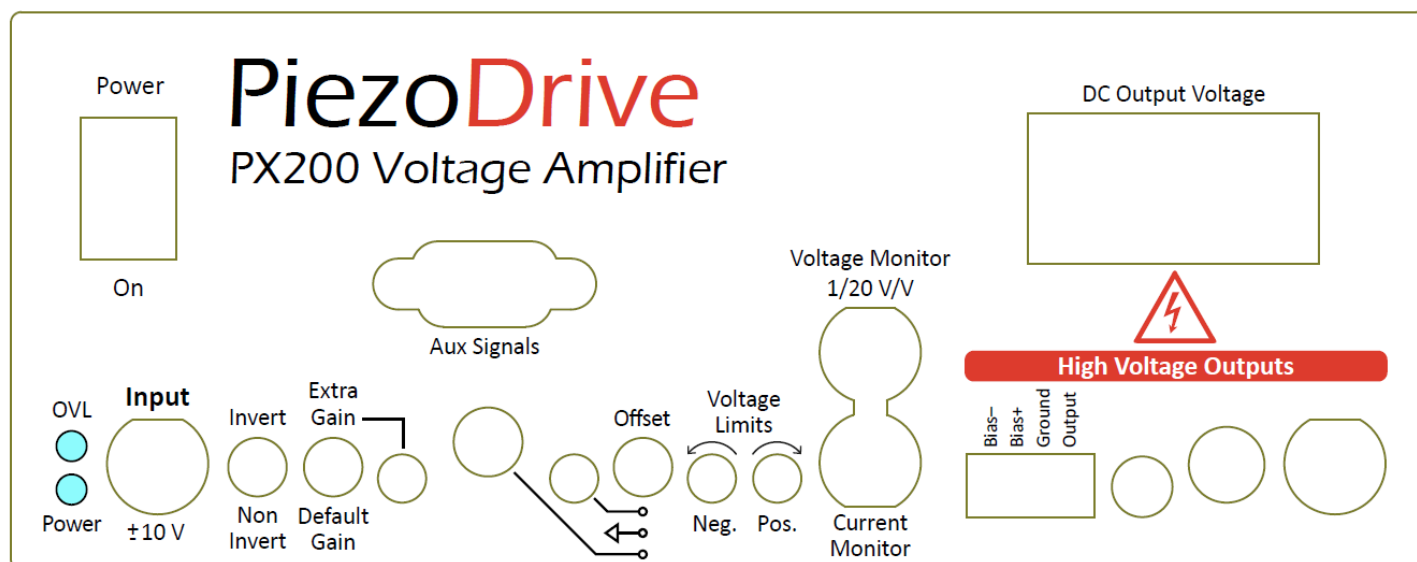 PiezoDrive
PX200 Voltage Amplifier
Power
On
DC Output Voltage
Aux Signals
Voltage Monitor
1/20 V/V
High Voltage Outputs
OVL
Power
Input
±10 V
Invert
Non
Invert
Extra
Gain
Default
Gain
Offset
Voltage
Limits
Neg.
Pos.
Current
Monitor
Bias–
Bias+
Ground
Output